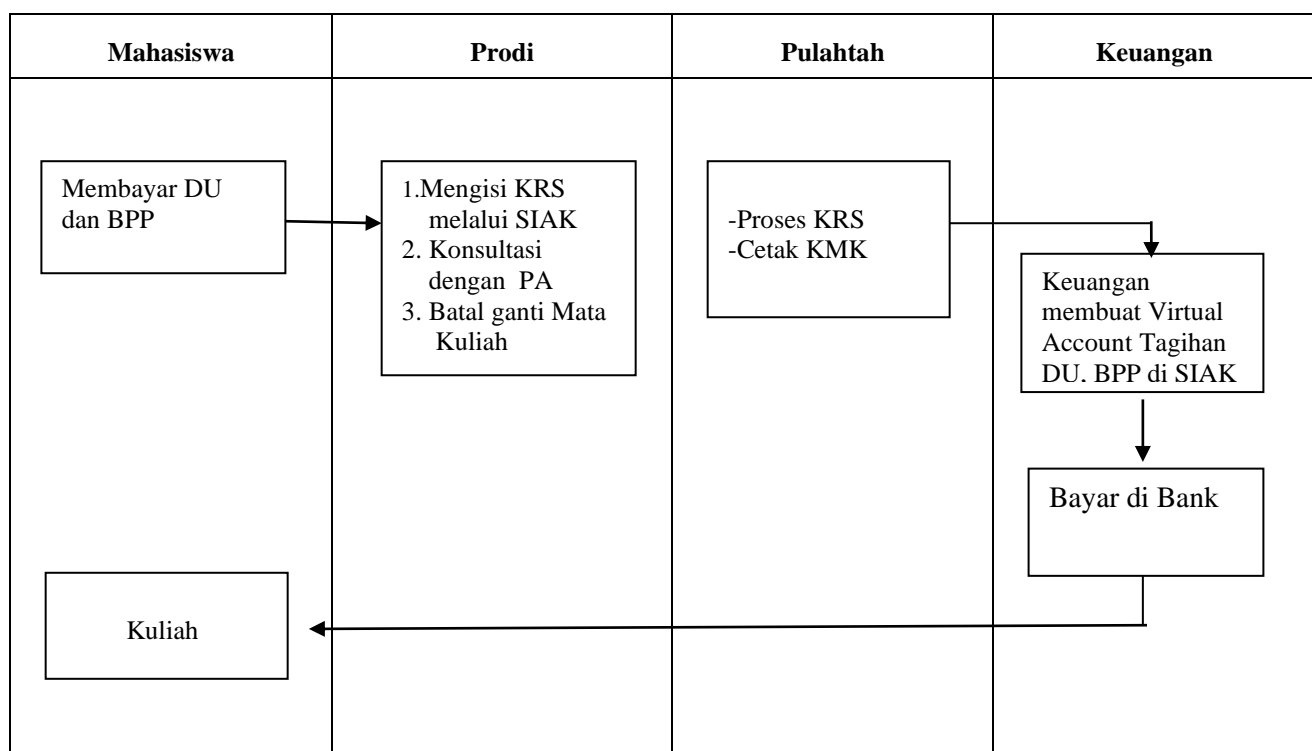 Mahasiswa
Prodi
Pulahtah
Keuangan
Membayar DU
dan BPP
1.Mengisi KRS
melalui SIAK
2. Konsultasi
dengan PA
3. Batal ganti Mata
Kuliah
-Proses KRS
-Cetak KMK
Keuangan
membuat Virtual
Account Tagihan
DU. BPP di SIAK
Bayar di Bank
Kuliah